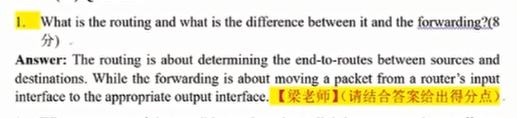 1. What is the routing and what is the difference between it and the forwarding?(8
分)
Answer: The routing is about determining the end-to-routes between sources and
destinations. While the forwarding is about moving a packet from a router's input
interface to the appropriate output interface.【梁老师】(请结合答案给出得分点).